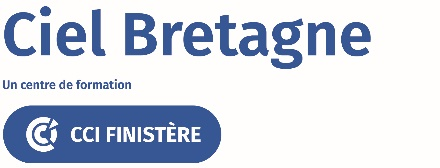 Ciel Bretagne
Un centre de formation
CCI FINISTÈRE